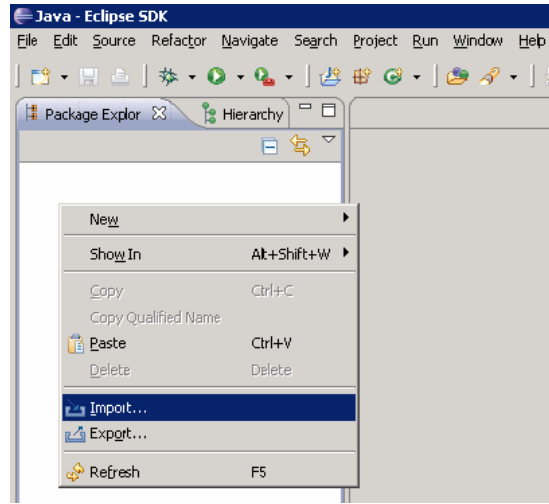 Java - Eclipse SDK
File Edit Source Refactor Navigate Search Project Run Window Help
Package Explor Hierarchy
New
Show In Alt+Shift+W
Copy Ctrl+C
Copy Qualified Name
Paste Ctrl+V
Delete Delete
Import...
Export...
Refresh F5